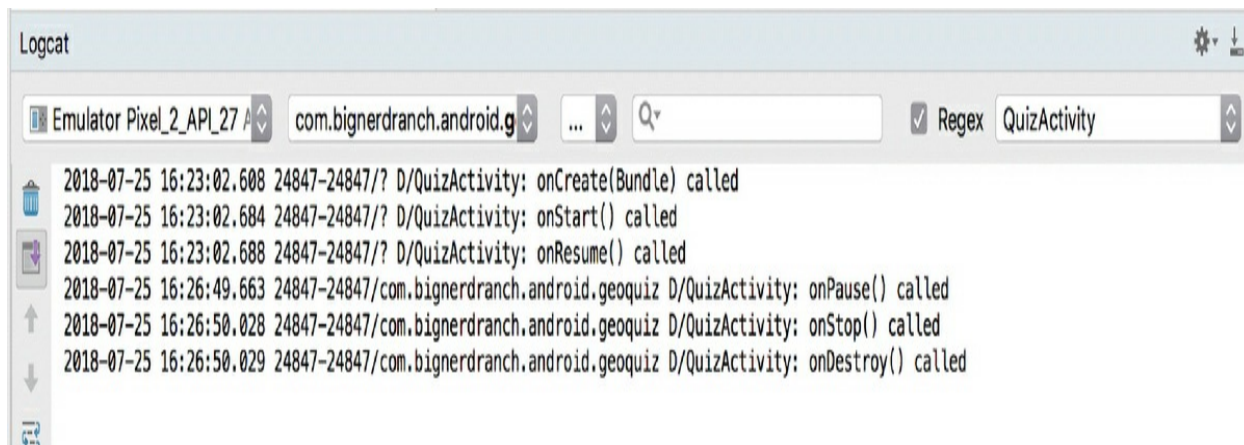 Logcat
Emulator Pixel_2_API_27 com.bignerdranch.android.g ... Regex QuizActivity
2018-07-25 16:23:02.608 24847-24847/? D/QuizActivity: onCreate(Bundle) called
2018-07-25 16:23:02.684 24847-24847/? D/QuizActivity: onStart() called
2018-07-25 16:23:02.688 24847-24847/? D/QuizActivity: onResume() called
2018-07-25 16:26:49.663 24847-24847/com.bignerdranch.android.geoquiz D/QuizActivity: onPause() called
2018-07-25 16:26:50.028 24847-24847/com.bignerdranch.android.geoquiz D/QuizActivity: onStop() called
2018-07-25 16:26:50.029 24847-24847/com.bignerdranch.android.geoquiz D/QuizActivity: onDestroy() called